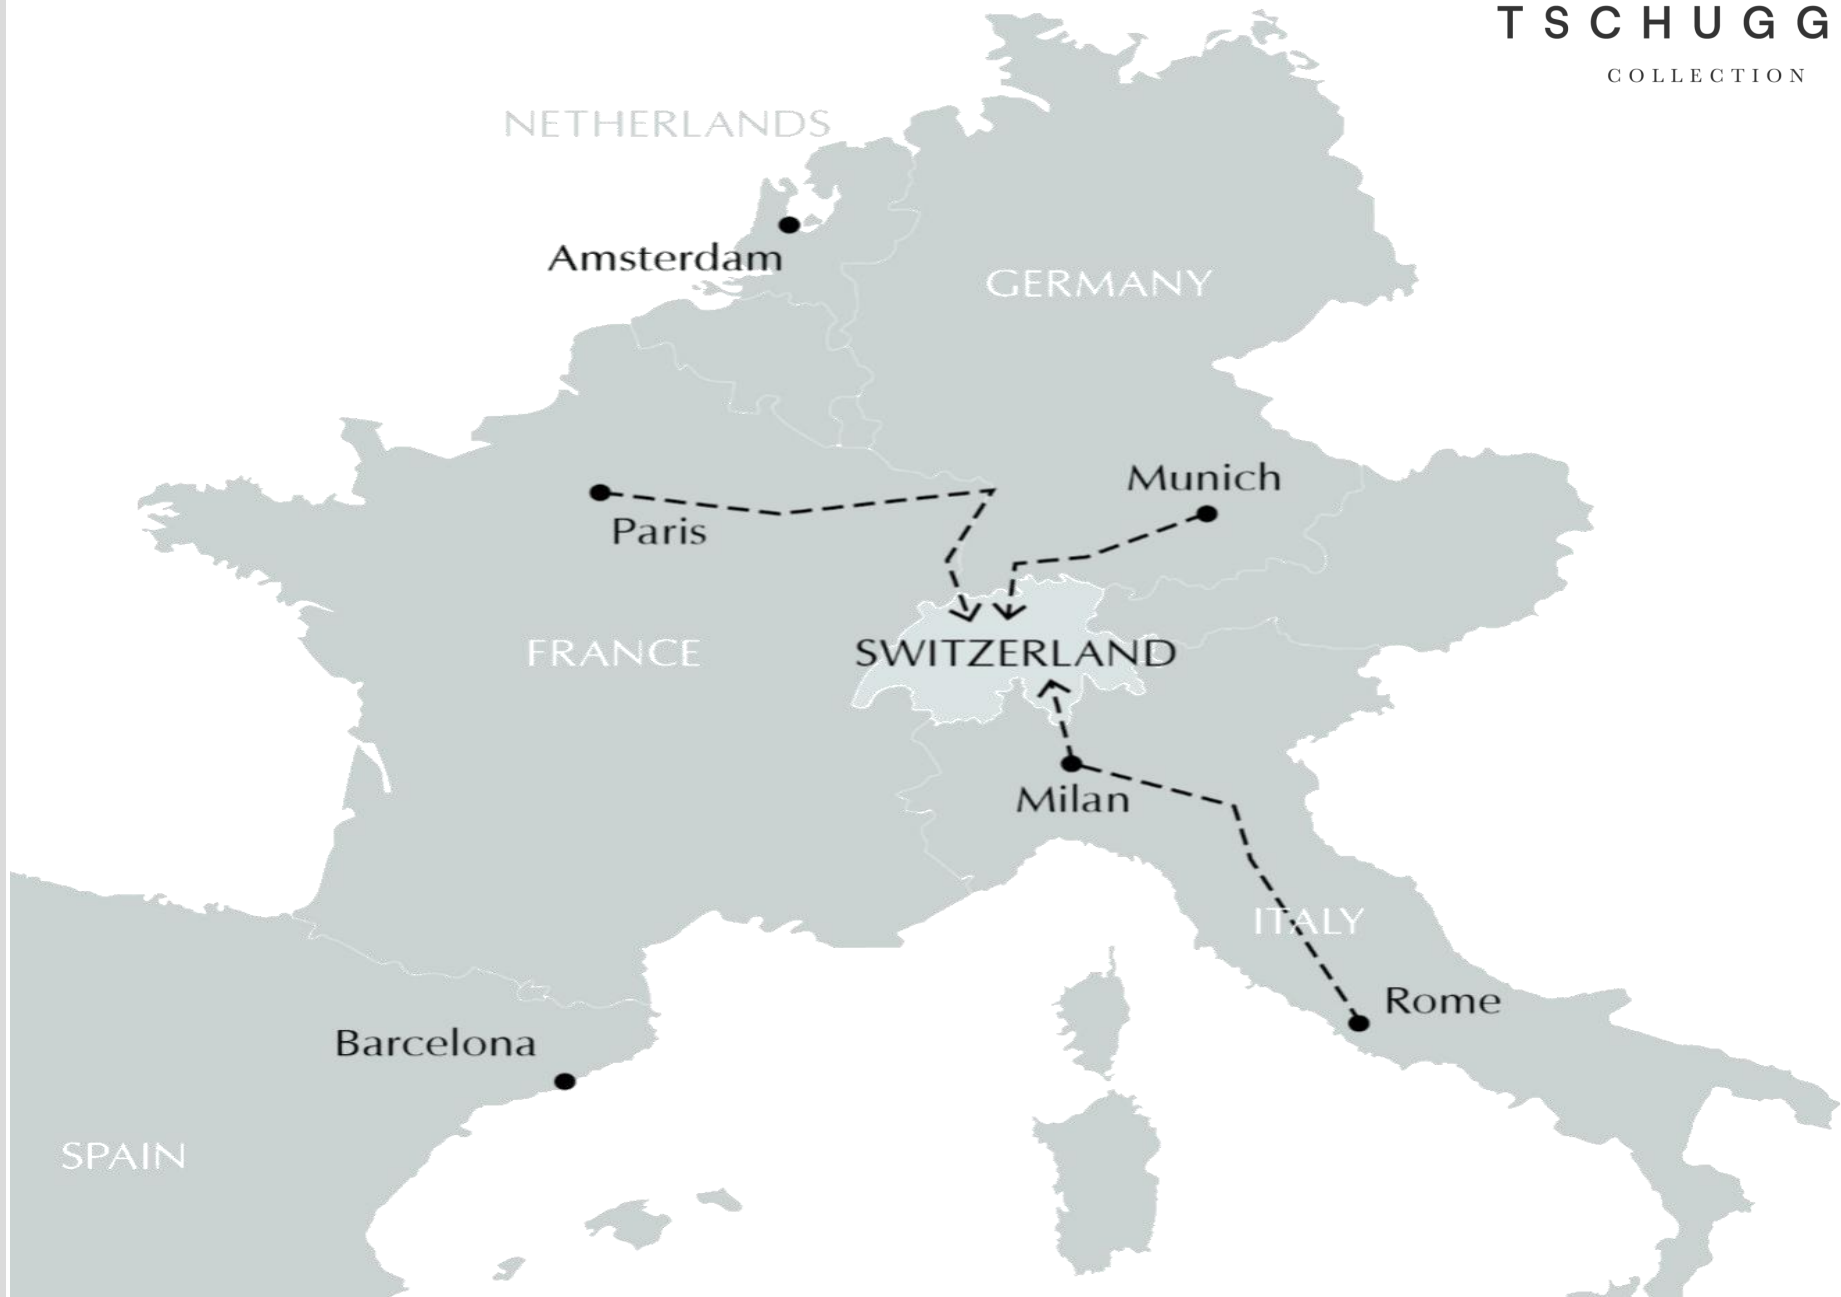 TSCHUGG
COLLECTION
NETHERLANDS
Amsterdam
GERMANY
Munich
Paris
FRANCE
SWITZERLAND
Milan
ITALY
Rome
Barcelona
SPAIN